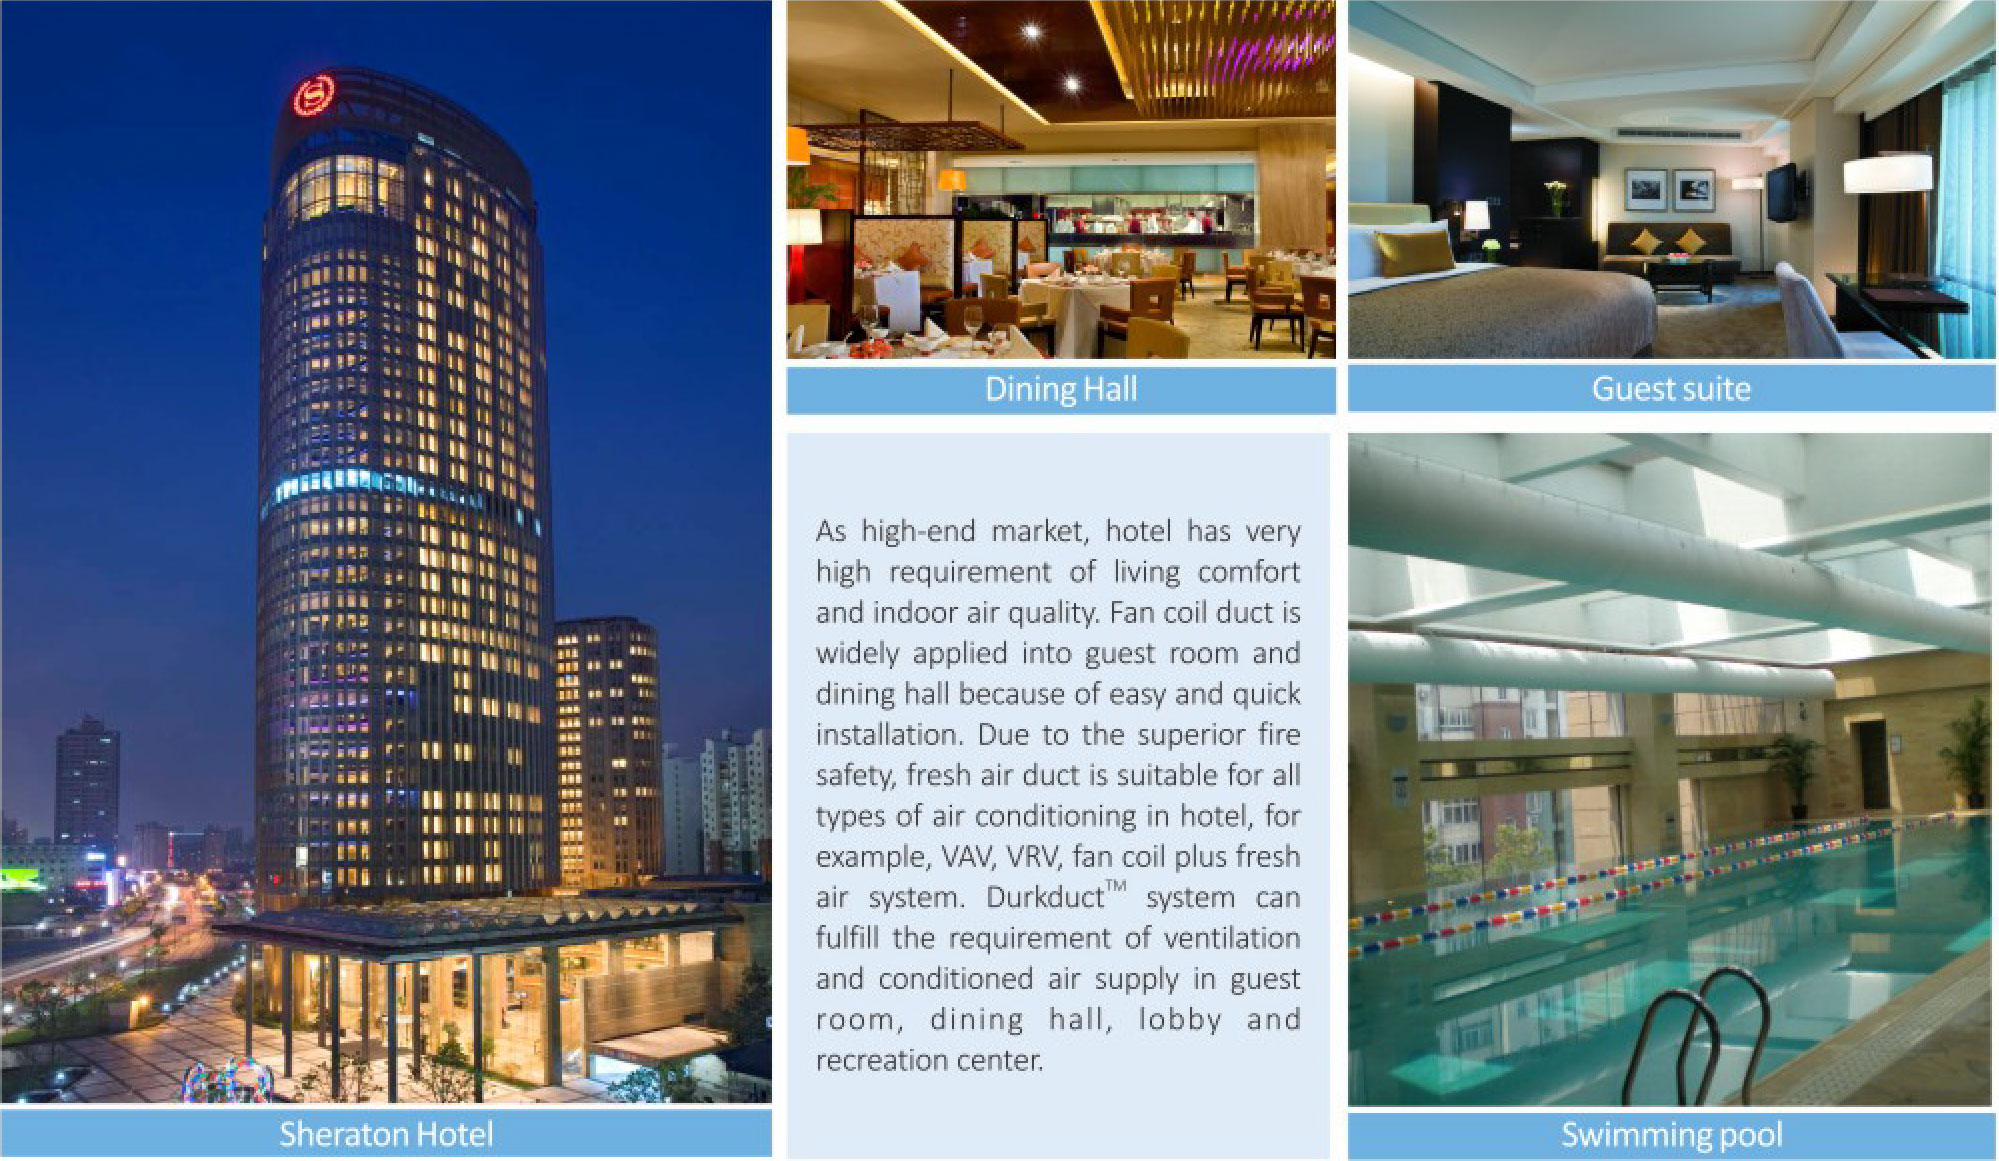 S
Dining Hall
Guest suite
As high-end market, hotel has very
high requirement of living comfort
and indoor air quality. Fan coil duct is
widely applied into guest room and
dining hall because of easy and quick
installation. Due to the superior fire
safety, fresh air duct is suitable for all
types of air conditioning in hotel, for
example, VAV, VRV, fan coil plus fresh
air system. Durkduct™ system can
fulfill the requirement of ventilation
and conditioned air supply in guest
room, dining hall, lobby and
recreation center.
Sheraton Hotel
Swimming pool